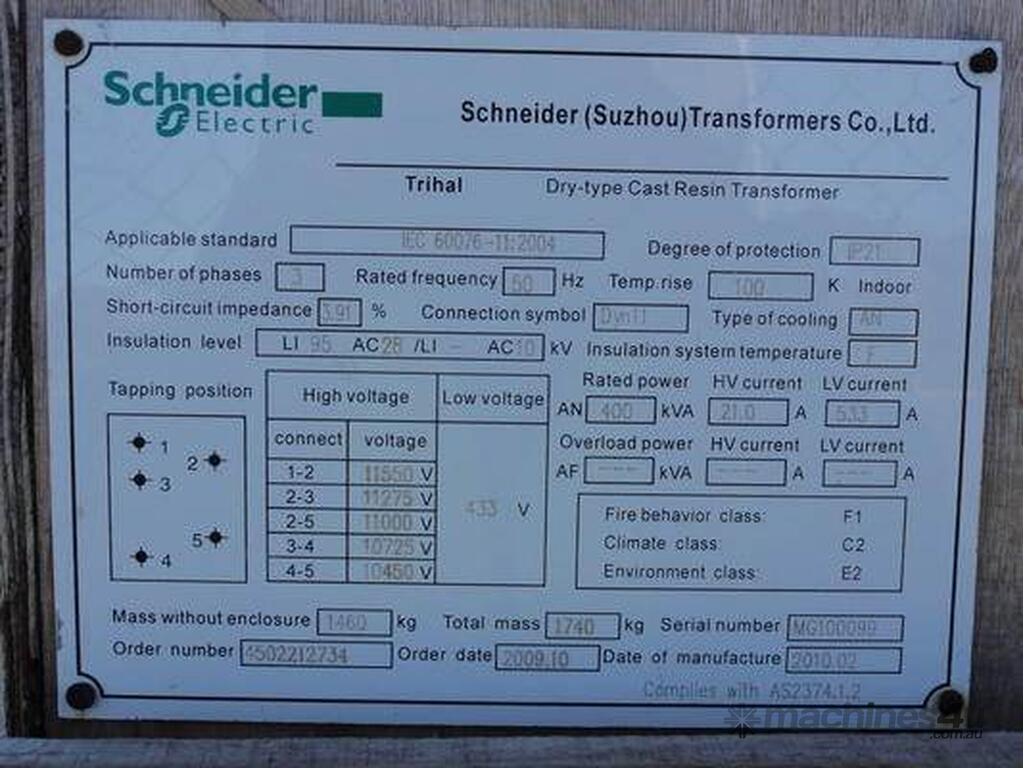 Schneider Electric
Schneider (Suzhou) Transformers Co.,Ltd.
Trihal Dry-type Cast Resin Transformer
Applicable standard IEC 60076-11:2004 Degree of protection IP21
Number of phases 3 Rated frequency 50 Hz Temp.rise 100 K Indoor
Short-circuit impedance 3.91 % Connection symbol Dyn11 Type of cooling AN
Insulation level LI 95 AC28 /LI - AC10 kV Insulation system temperature F
Tapping position
1
2
3
5
4
High voltage Low voltage
connect voltage
1-2 11550 V
2-3 11275 V
2-5 11000 V
3-4 10725 V
4-5 10450 V
433 V
Rated power HV current LV current
AN 400 kVA 21.0 A 533 A
Overload power HV current LV current
AF ---- kVA ---- A ---- A
Fire behavior class: F1
Climate class: C2
Environment class: E2
Mass without enclosure 1460 kg Total mass 1740 kg Serial number MG100099
Order number 4502212734 Order date 2009.10 Date of manufacture 2010.02
Complies with AS2374.1.2
machines4u
.com.au